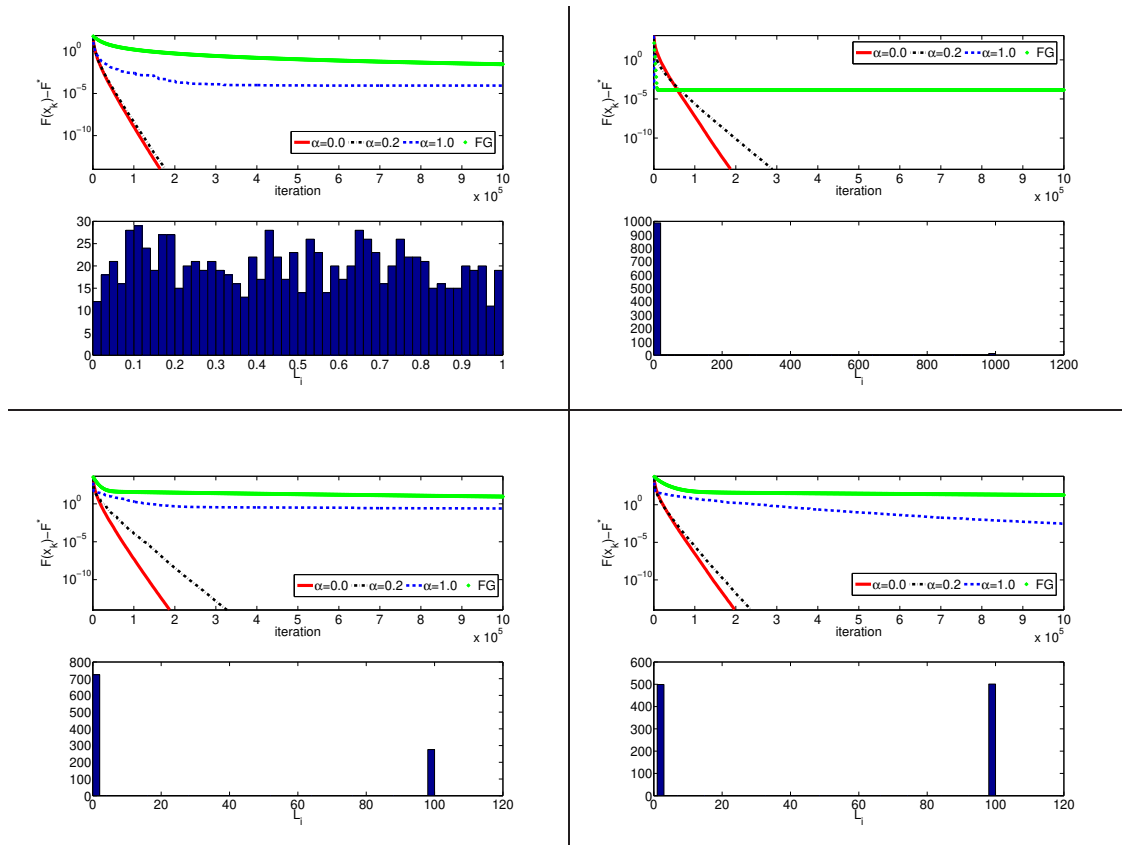 10^0
10^-5
10^-10
F(x_k)-F^*
α=0.0 α=0.2 α=1.0 FG
0 1 2 3 4 5 6 7 8 9 10
iteration
x 10^5
30
25
20
15
10
5
0
0.1 0.2 0.3 0.4 0.5 0.6 0.7 0.8 0.9 1
L_i
10^0
10^-5
10^-10
F(x_k)-F^*
α=0.0 α=0.2 α=1.0 FG
0 1 2 3 4 5 6 7 8 9 10
iteration
x 10^5
1000
900
800
700
600
500
400
300
200
100
0
0 200 400 600 800 1000 1200
L_i
10^0
10^-5
10^-10
F(x_k)-F^*
α=0.0 α=0.2 α=1.0 FG
0 1 2 3 4 5 6 7 8 9 10
iteration
x 10^5
800
700
600
500
400
300
200
100
0
0 20 40 60 80 100 120
L_i
10^0
10^-5
10^-10
F(x_k)-F^*
α=0.0 α=0.2 α=1.0 FG
0 1 2 3 4 5 6 7 8 9 10
iteration
x 10^5
600
500
400
300
200
100
0
0 20 40 60 80 100 120
L_i